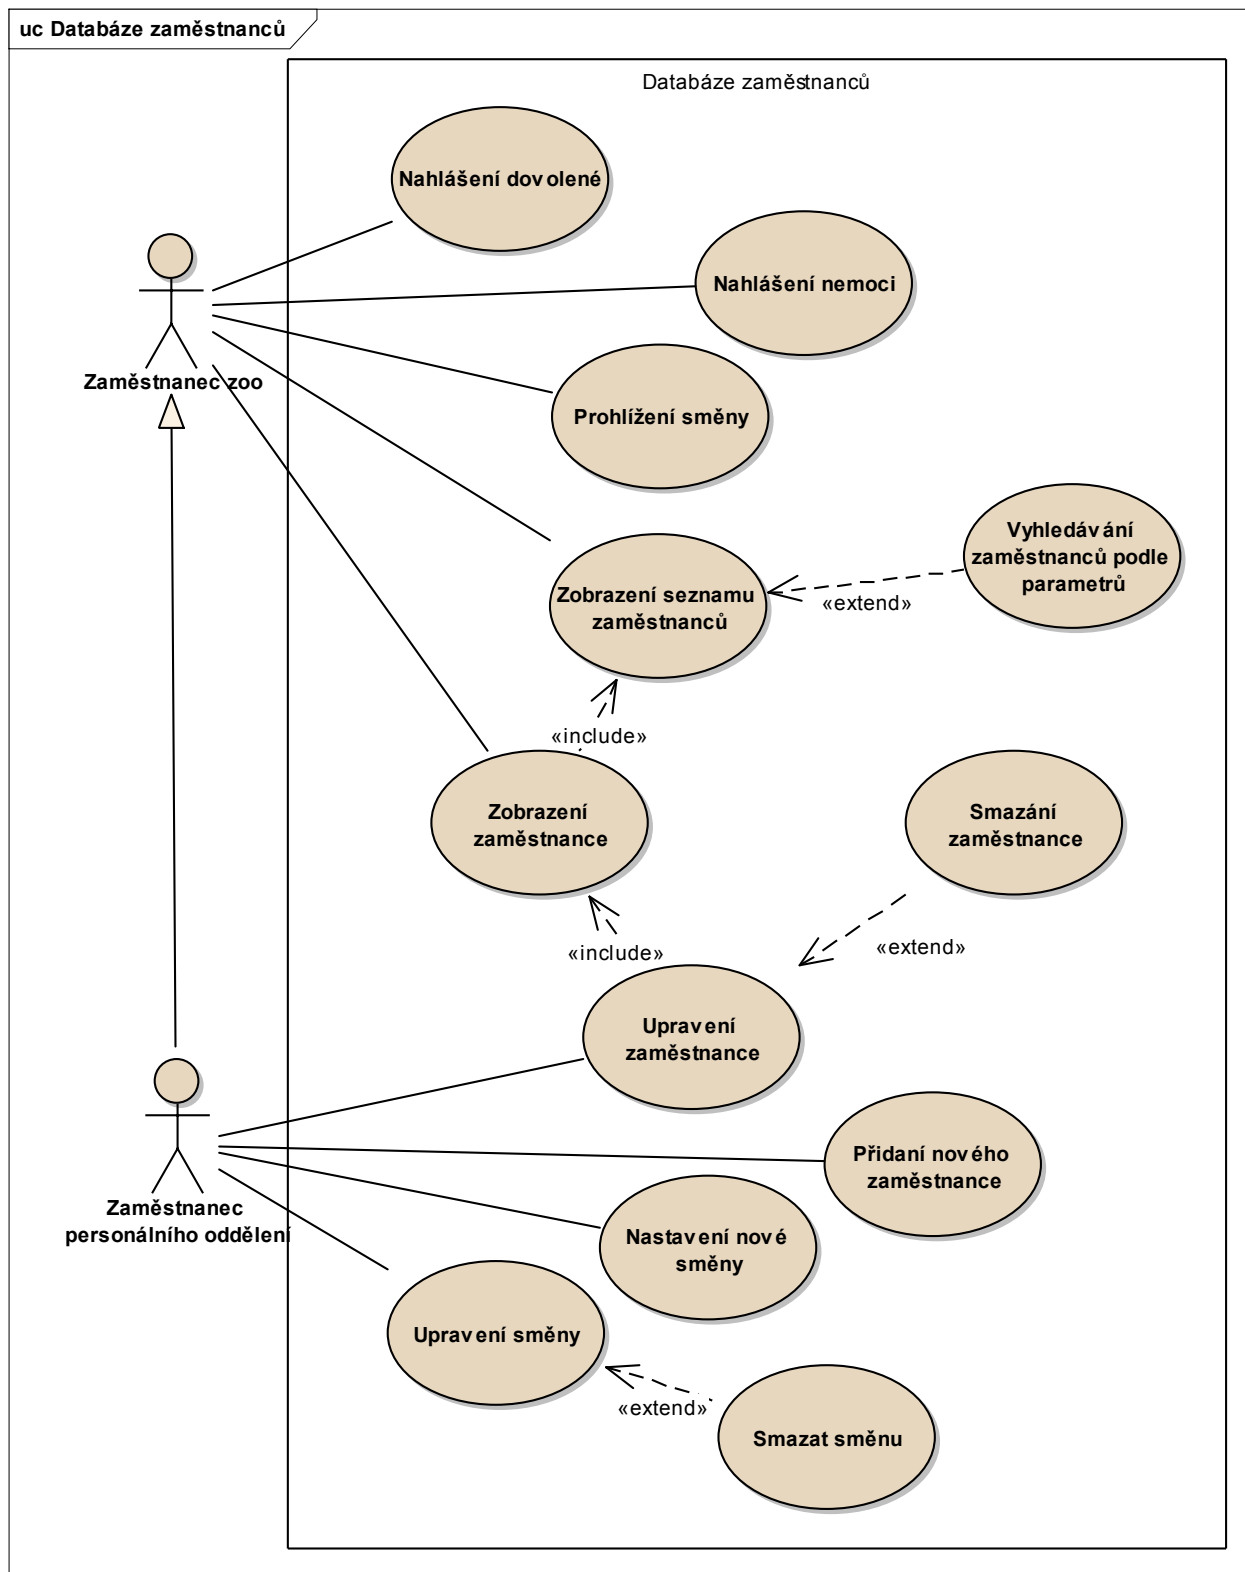 uc Databáze zaměstnanců
Databáze zaměstnanců
Nahlášení dovolené
Nahlášení nemoci
Zaměstnanec zoo
Prohlížení směny
Vyhledávání
zaměstnanců podle
parametrů
Zobrazení seznamu
zaměstnanců
«extend»
«include»
Zobrazení
zaměstnance
Smazání
zaměstnance
«extend»
«include»
Upravení
zaměstnance
Přidaní nového
zaměstnance
Zaměstnanec
personálního oddělení
Nastavení nové
směny
Upravení směny
«extend»
Smazat směnu